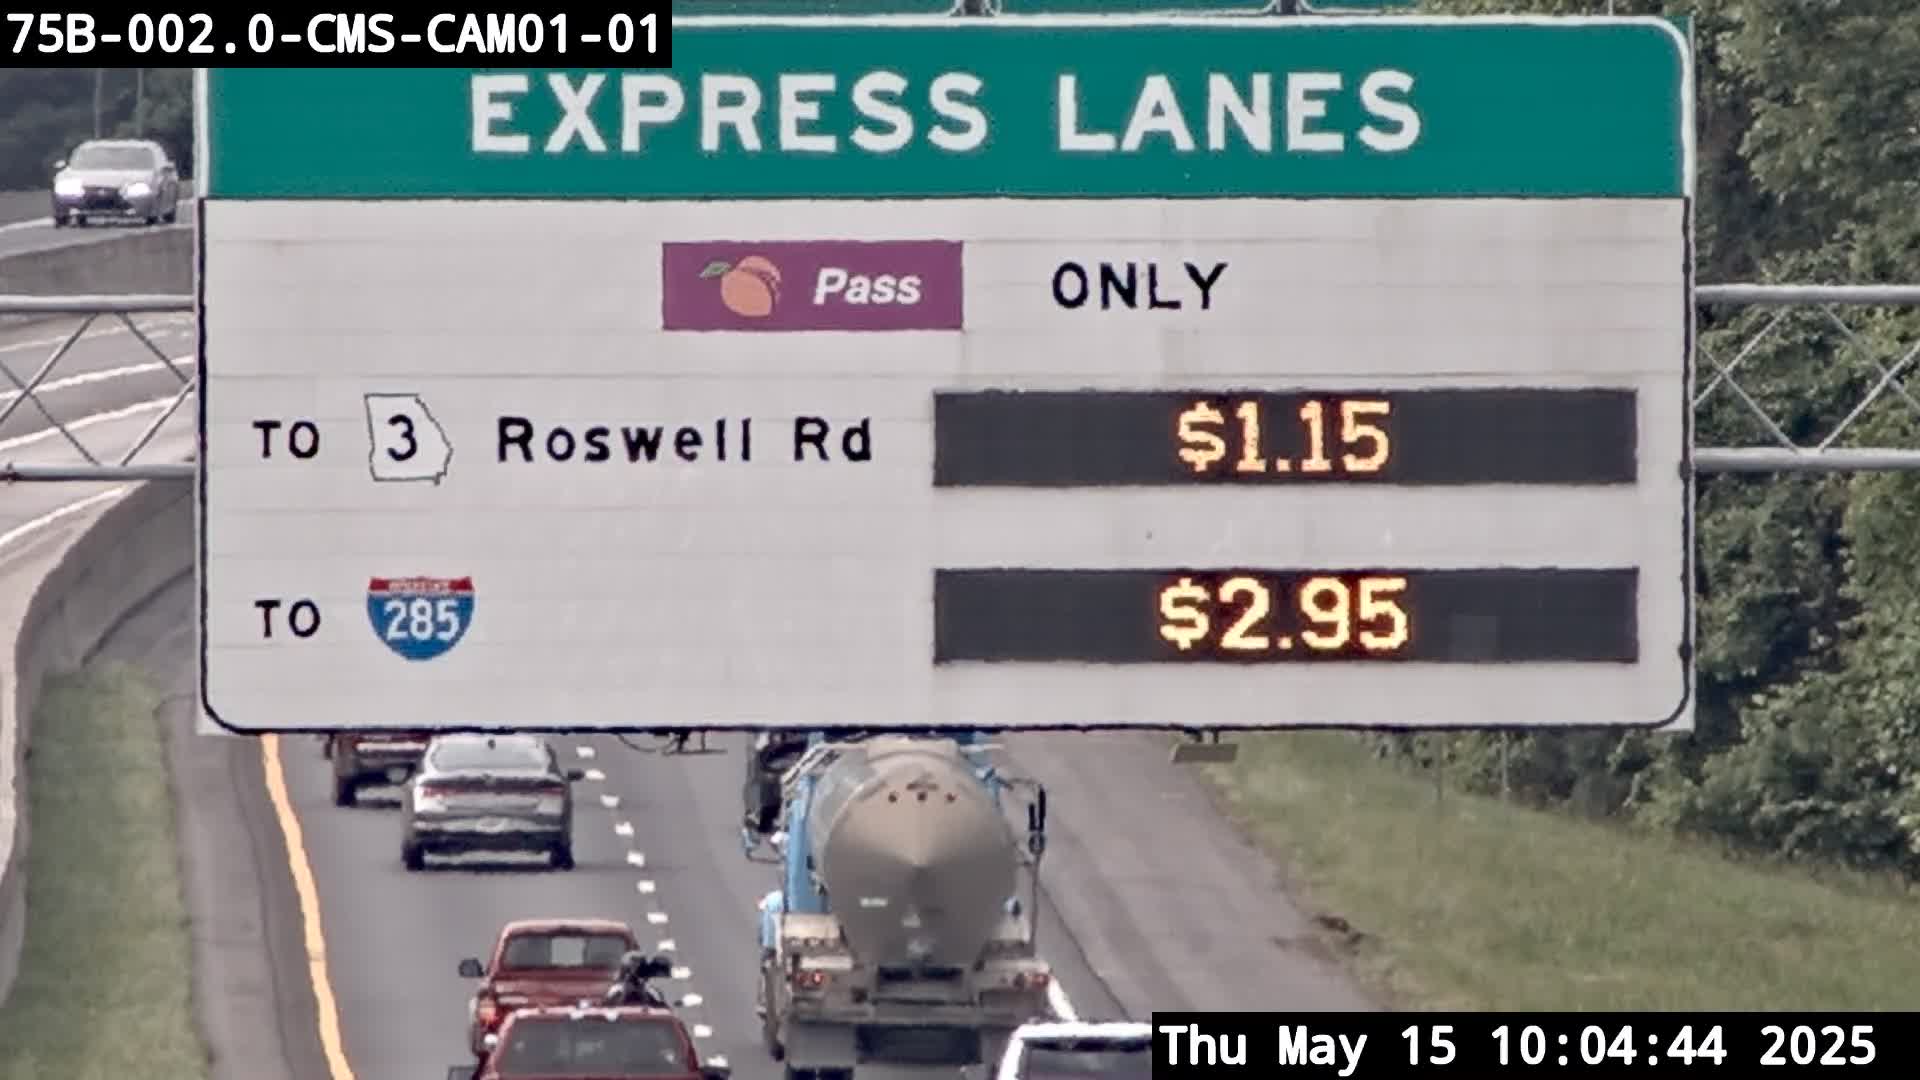 75B-002.0-CMS-CAM01-01
EXPRESS LANES
Pass ONLY
TO 3 Roswell Rd $1.15
TO 285 $2.95
Thu May 15 10:04:44 2025